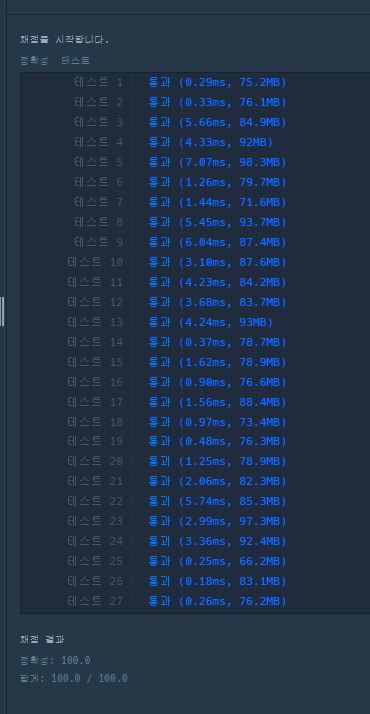 채점을 시작합니다.
정확성 테스트
테스트 1 〉 통과 (0.29ms, 75.2MB)
테스트 2 〉 통과 (0.33ms, 76.1MB)
테스트 3 〉 통과 (5.66ms, 84.9MB)
테스트 4 〉 통과 (4.33ms, 92MB)
테스트 5 〉 통과 (7.07ms, 98.3MB)
테스트 6 〉 통과 (1.26ms, 79.7MB)
테스트 7 〉 통과 (1.44ms, 71.6MB)
테스트 8 〉 통과 (5.45ms, 93.7MB)
테스트 9 〉 통과 (6.04ms, 87.4MB)
테스트 10 〉 통과 (3.10ms, 87.6MB)
테스트 11 〉 통과 (4.23ms, 84.2MB)
테스트 12 〉 통과 (3.68ms, 83.7MB)
테스트 13 〉 통과 (4.24ms, 93MB)
테스트 14 〉 통과 (0.37ms, 78.7MB)
테스트 15 〉 통과 (1.62ms, 78.9MB)
테스트 16 〉 통과 (0.90ms, 76.6MB)
테스트 17 〉 통과 (1.56ms, 88.4MB)
테스트 18 〉 통과 (0.97ms, 73.4MB)
테스트 19 〉 통과 (0.48ms, 76.3MB)
테스트 20 〉 통과 (1.25ms, 78.9MB)
테스트 21 〉 통과 (2.06ms, 82.3MB)
테스트 22 〉 통과 (5.74ms, 85.3MB)
테스트 23 〉 통과 (2.99ms, 97.3MB)
테스트 24 〉 통과 (3.36ms, 92.4MB)
테스트 25 〉 통과 (0.25ms, 66.2MB)
테스트 26 〉 통과 (0.18ms, 83.1MB)
테스트 27 〉 통과 (0.26ms, 76.2MB)
채점 결과
정확성: 100.0
합계: 100.0 / 100.0